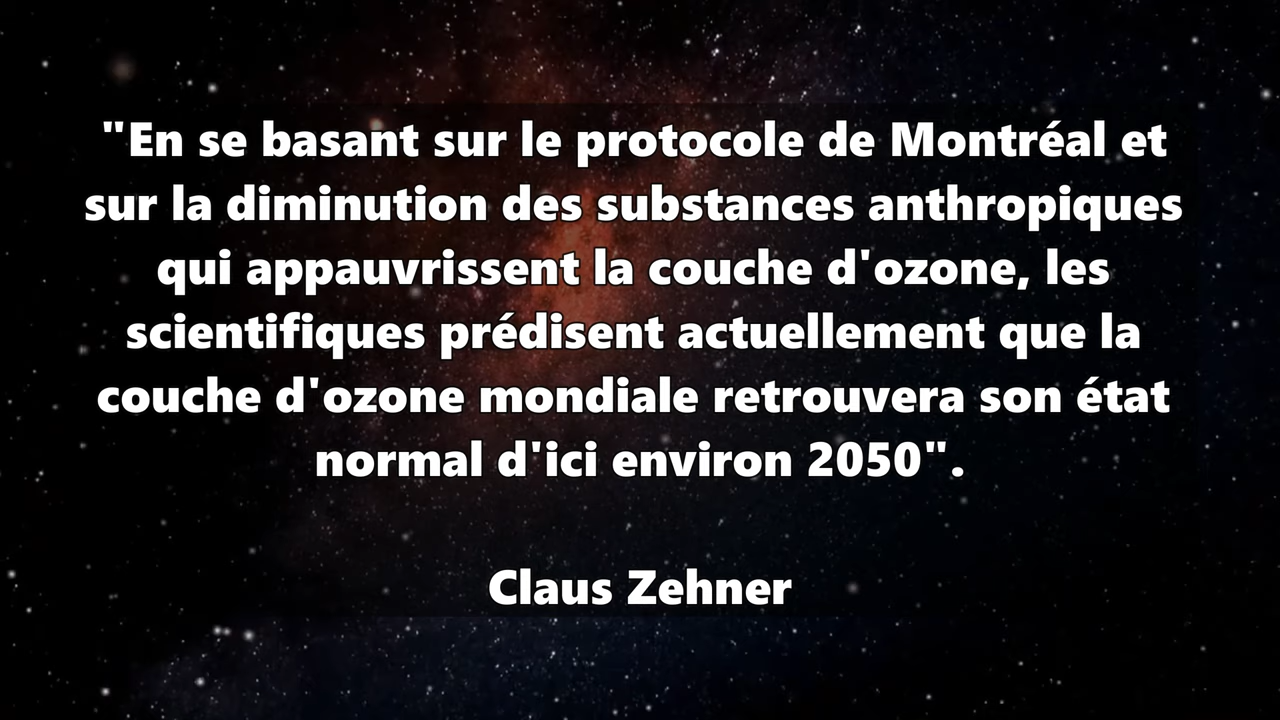 "En se basant sur le protocole de Montréal et
sur la diminution des substances anthropiques
qui appauvrissent la couche d'ozone, les
scientifiques prédisent actuellement que la
couche d'ozone mondiale retrouvera son état
normal d'ici environ 2050".
Claus Zehner